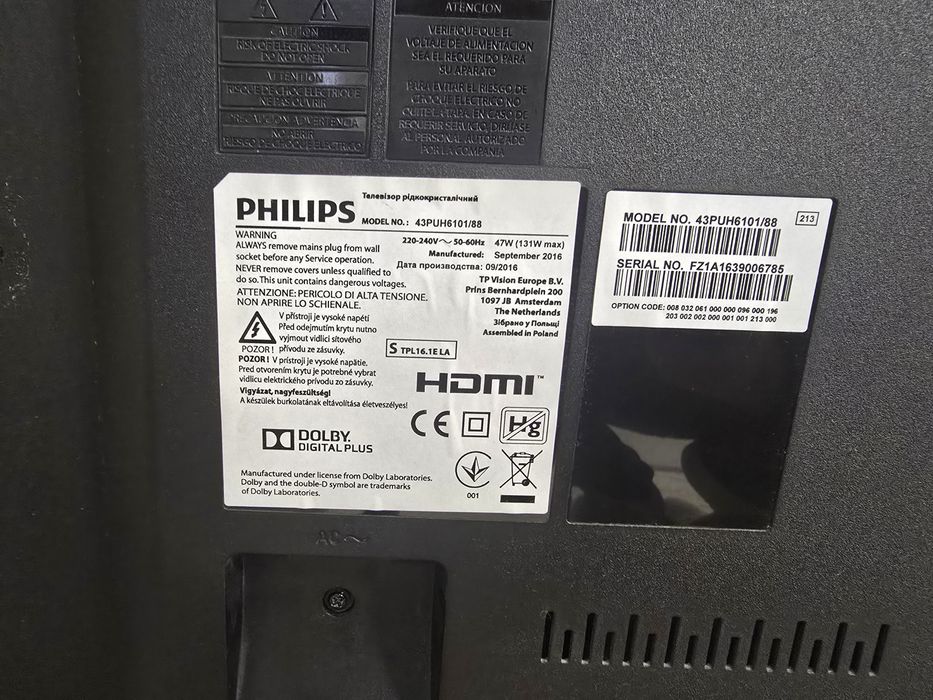 CAUTION
RISK OF ELECTRIC SHOCK
DO NOT OPEN
ATTENTION
RISQUE DE CHOC ELECTRIQUE
NE PAS OUVRIR
PRECAUCION ADVERTENCIA
NO ABRIR
RIESGO DE CHOQUE ELECTRICO
ATENCION
VERIFIQUE QUE EL
VOLTAJE DE ALIMENTACION
SEA EL REQUERIDO PARA
SU APARATO
PARA EVITAR EL RIESGO DE
CHOQUE ELECTRICO NO
QUITE LA TAPA. EN CASO DE
REQUERIR SERVICIO, DIRIJASE
AL PERSONAL AUTORIZADO
POR LA COMPANIA
Телевізор рідкокристалічний
PHILIPS
MODEL NO.: 43PUH6101/88
WARNING
ALWAYS remove mains plug from wall
socket before any Service operation.
NEVER remove covers unless qualified to
do so. This unit contains dangerous voltages.
ATTENZIONE: PERICOLO DI ALTA TENSIONE.
NON APRIRE LO SCHIENALE.
220-240V ~ 50-60Hz 47W (131W max)
Manufactured: September 2016
Дата производства: 09/2016
TP Vision Europe B.V.
Prins Bernhardplein 200
1097 JB Amsterdam
The Netherlands
Зібрано у Польщі
Assembled in Poland
V přístroji je vysoké napětí
Před odejmutím krytu nutno
vyjmout vidlici síťového
POZOR! přívodu ze zásuvky.
POZOR! V prístroji je vysoké napätie.
Pred otvorením krytu je potrebné vybrat
vidlicu elektrického prívodu zo zásuvky.
Vigyázat, nagyfeszültség!
A készülek burkolatának eltávolitása életveszélyes!
S TPL16.1E LA
HDMI™
CE
Hg
DOLBY.
DIGITAL PLUS
001
Manufactured under license from Dolby Laboratories.
Dolby and the double-D symbol are trademarks
of Dolby Laboratories.
MODEL NO. 43PUH6101/88
213
SERIAL NO. FZ1A1639006785
OPTION CODE: 008 032 061 000 000 096 000 196
203 002 002 000 001 001 213 000
AC ~